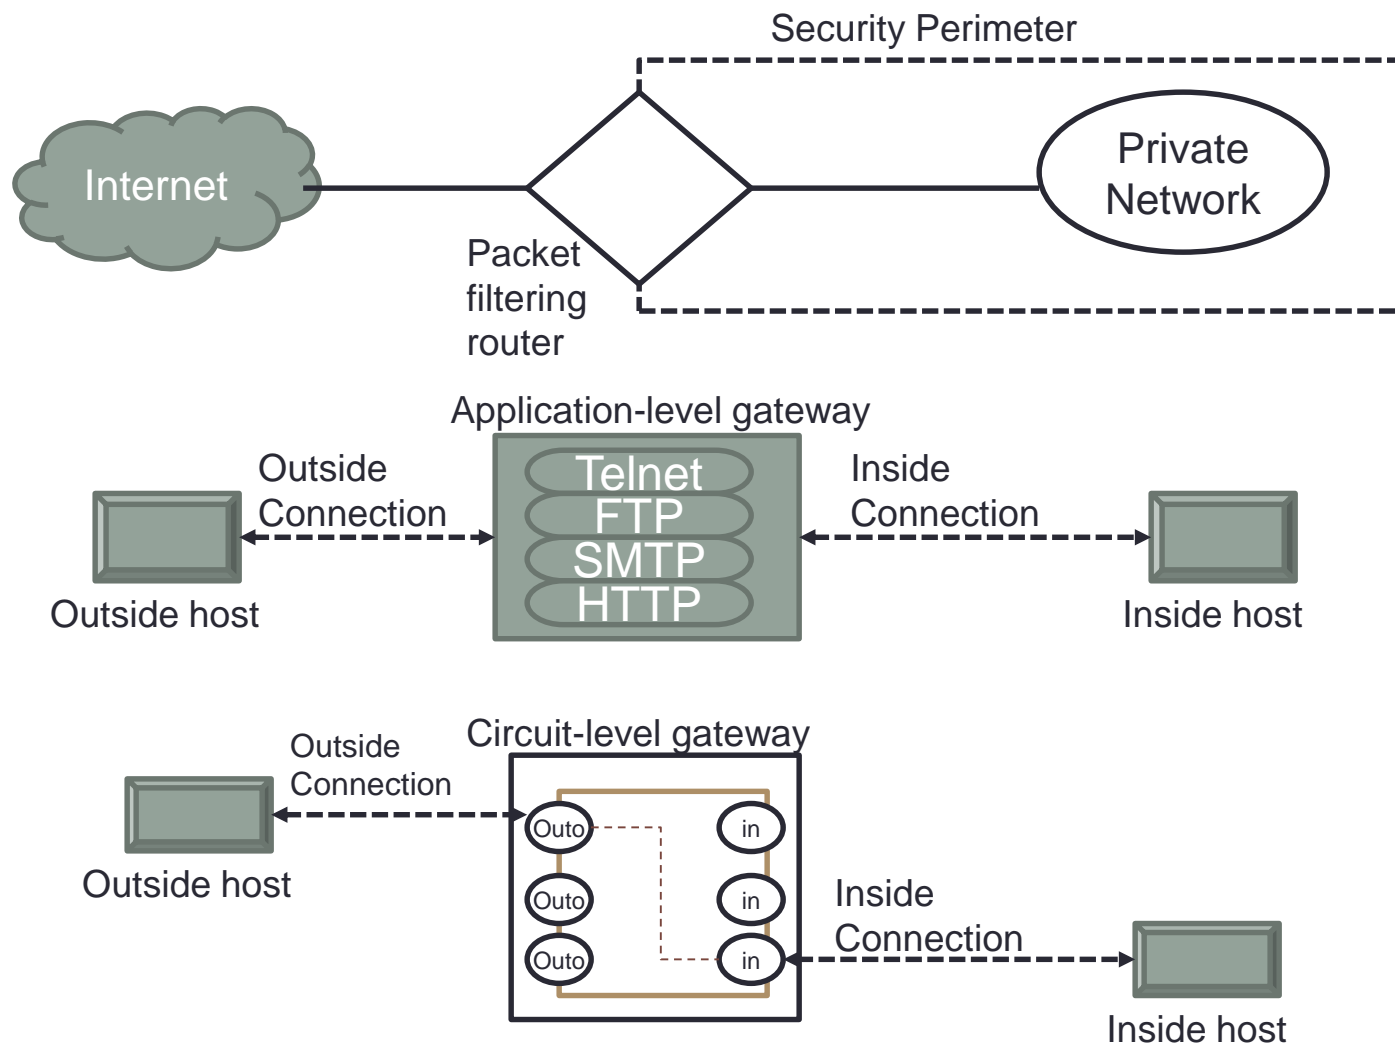 Security Perimeter
Internet
Private
Network
Packet
filtering
router
Application-level gateway
Outside
Connection
Telnet
FTP
SMTP
HTTP
Inside
Connection
Outside host
Inside host
Circuit-level gateway
Outside
Connection
Outo
in
Outo
in
Outo
in
Inside
Connection
Outside host
Inside host